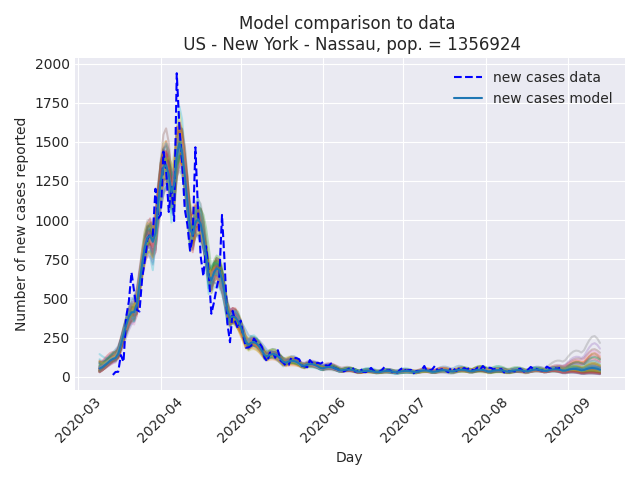 Model comparison to data
US - New York - Nassau, pop. = 1356924
new cases data
new cases model
Number of new cases reported
2000
1750
1500
1250
1000
750
500
250
0
2020-03
2020-04
2020-05
2020-06
2020-07
2020-08
2020-09
Day